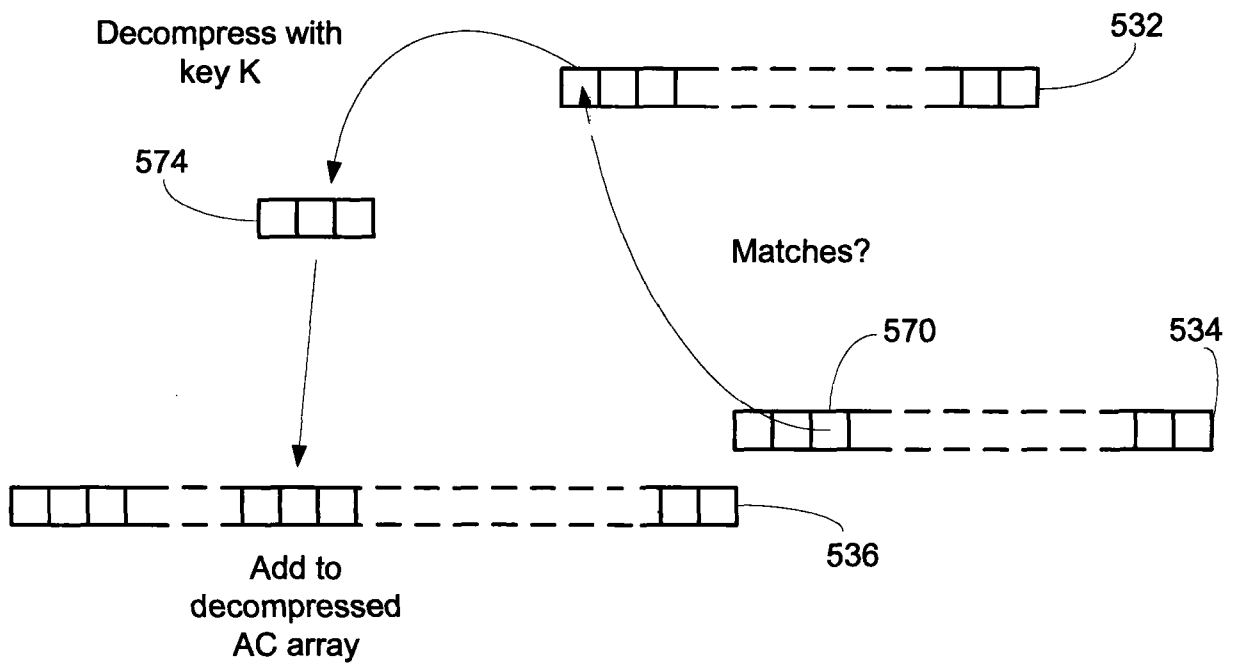 Decompress with
key K
532
574
Matches?
570
534
536
Add to
decompressed
AC array